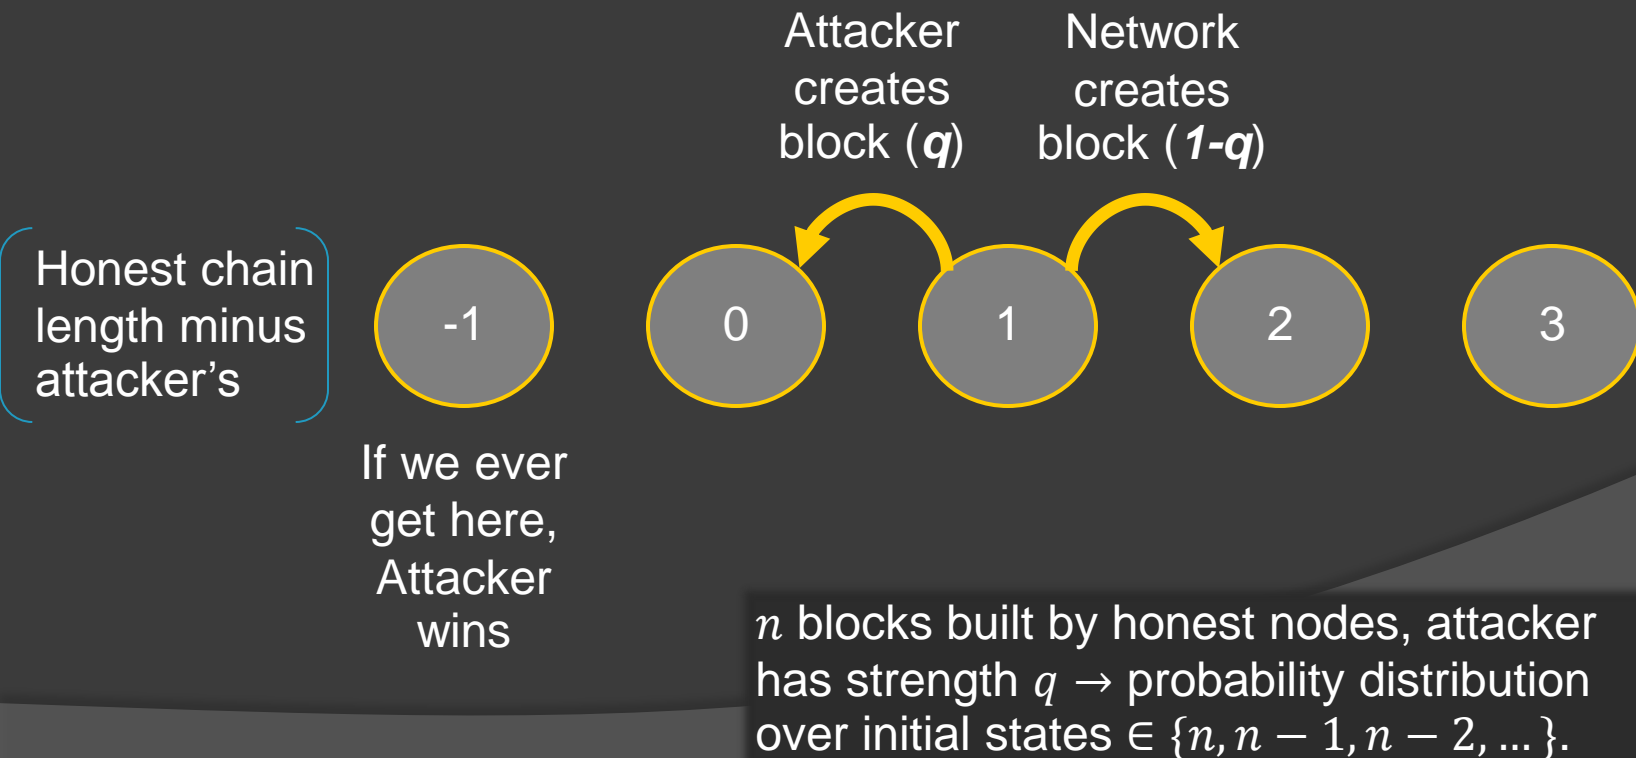 Attacker
creates
block (q)
Network
creates
block ( 1-q)
Honest chain
length minus
attacker’s
-1
0
1
2
3
If we ever
get here,
Attacker
wins
n blocks built by honest nodes, attacker
has strength q → probability distribution
over initial states ∈ {n, n − 1, n − 2, … }.